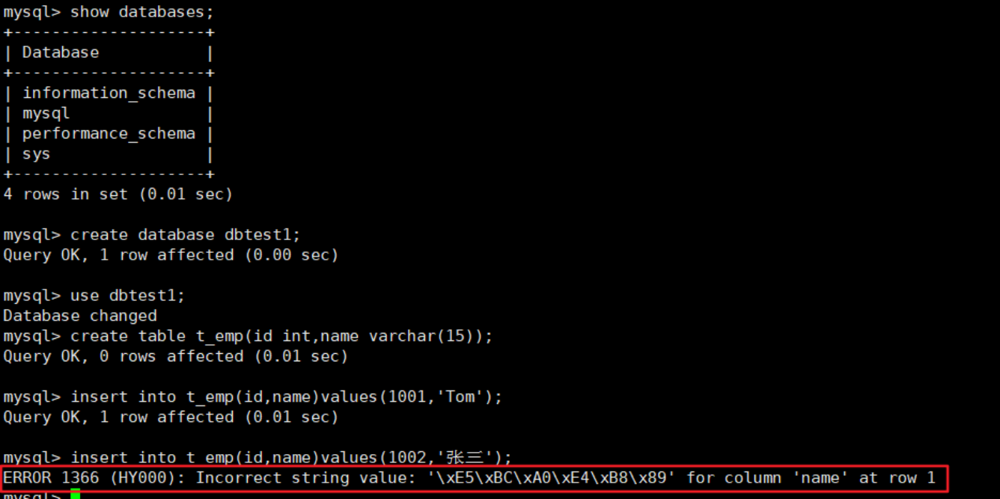 mysql> show databases;
+--------------------+
| Database           |
+--------------------+
| information_schema |
| mysql              |
| performance_schema |
| sys                |
+--------------------+
4 rows in set (0.01 sec)
mysql> create database dbtest1;
Query OK, 1 row affected (0.00 sec)
mysql> use dbtest1;
Database changed
mysql> create table t_emp(id int,name varchar(15));
Query OK, 0 rows affected (0.01 sec)
mysql> insert into t_emp(id,name)values(1001,'Tom');
Query OK, 1 row affected (0.01 sec)
mysql> insert into t_emp(id,name)values(1002,'张三');
ERROR 1366 (HY000): Incorrect string value: '\xE5\xBC\xA0\xE4\xB8\x89' for column 'name' at row 1
mysql>